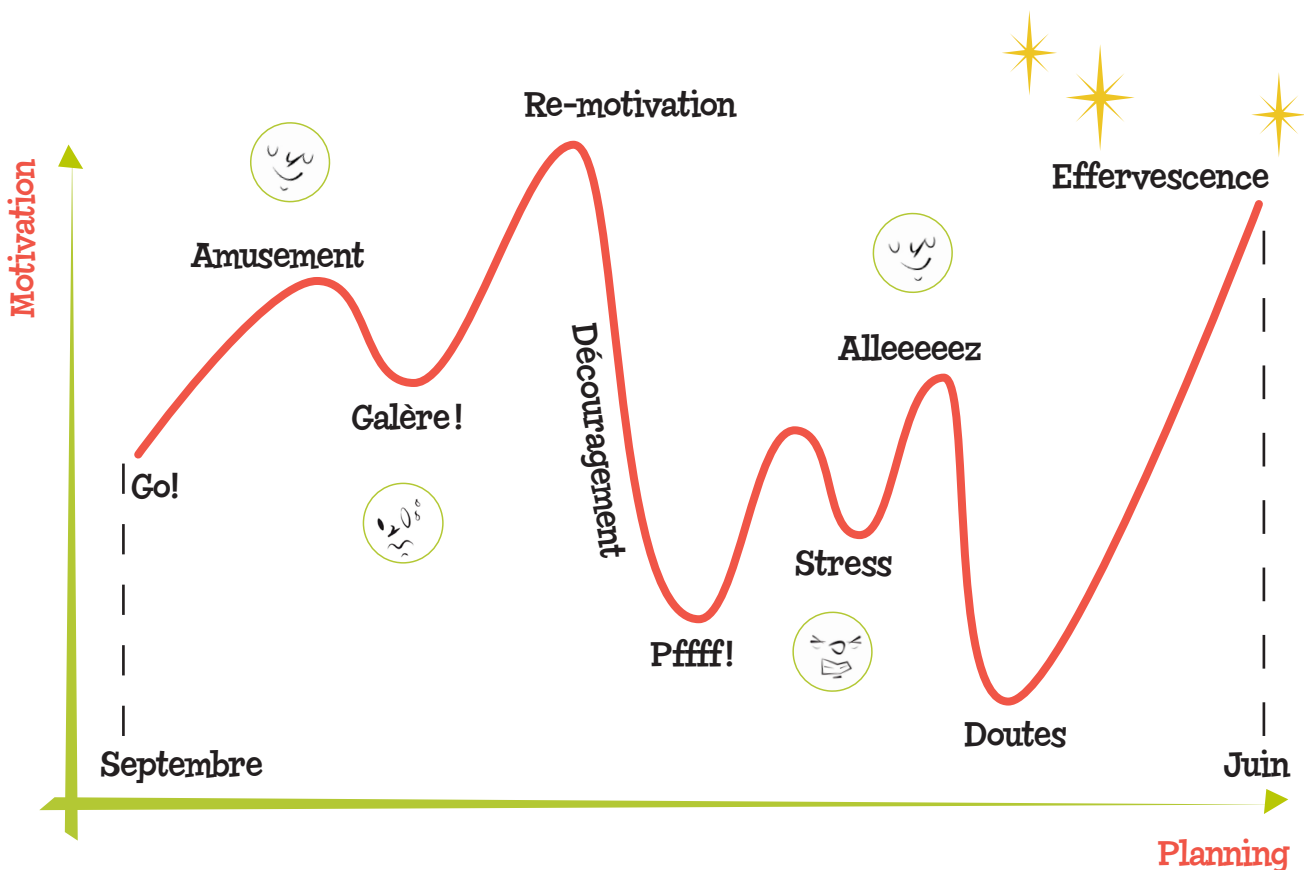 Re-motivation
Effervescence
Motivation
Amusement
Alleeeeez
Découragement
Galère !
Go!
Stress
Pffff !
Doutes
Septembre
Juin
Planning